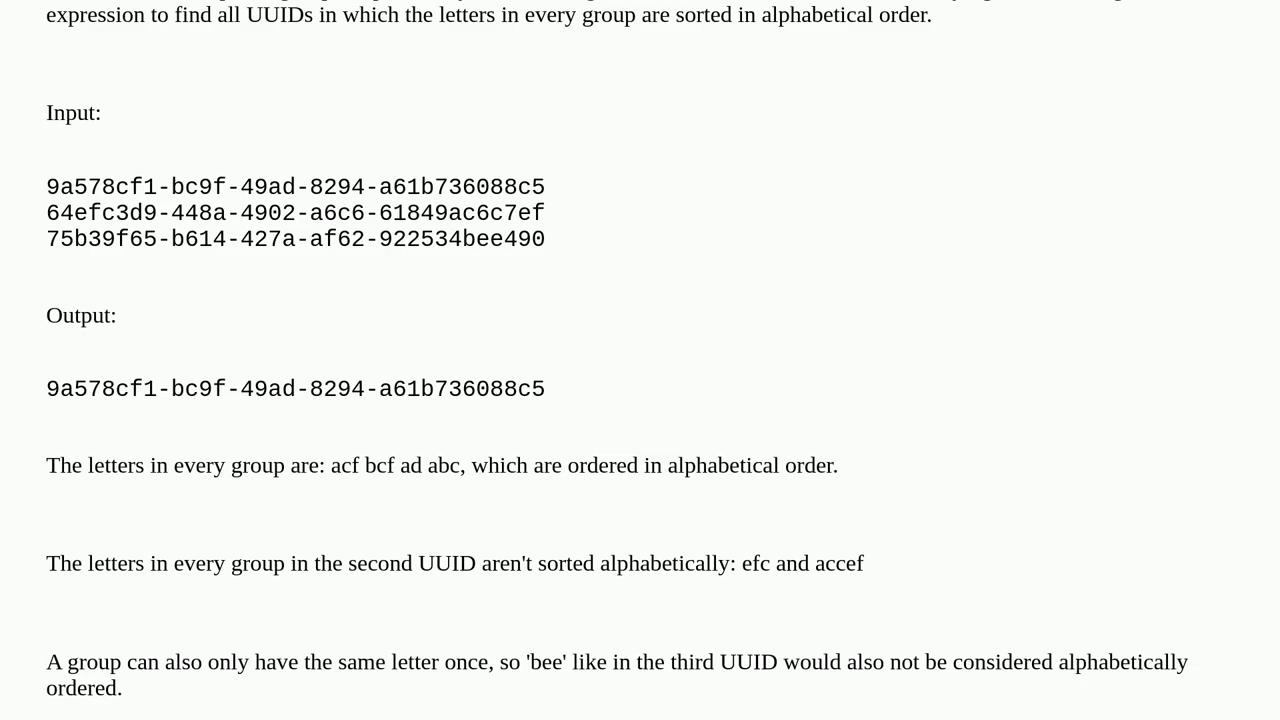 expression to find all UUIDs in which the letters in every group are sorted in alphabetical order.
Input:
9a578cf1-bc9f-49ad-8294-a61b736088c5
64efc3d9-448a-4902-a6c6-61849ac6c7ef
75b39f65-b614-427a-af62-922534bee490
Output:
9a578cf1-bc9f-49ad-8294-a61b736088c5
The letters in every group are: acf bcf ad abc, which are ordered in alphabetical order.
The letters in every group in the second UUID aren't sorted alphabetically: efc and accef
A group can also only have the same letter once, so 'bee' like in the third UUID would also not be considered alphabetically
ordered.